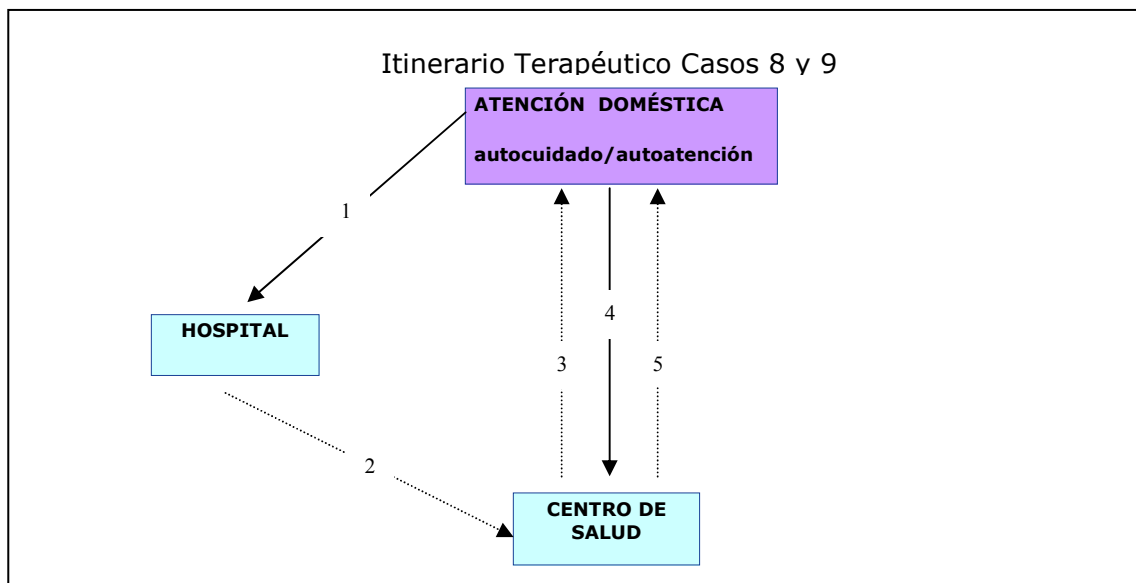 Itinerario Terapéutico Casos 8 y 9
ATENCIÓN DOMÉSTICA
autocuidado/autoatención
1
HOSPITAL
4
3
5
2
CENTRO DE
SALUD